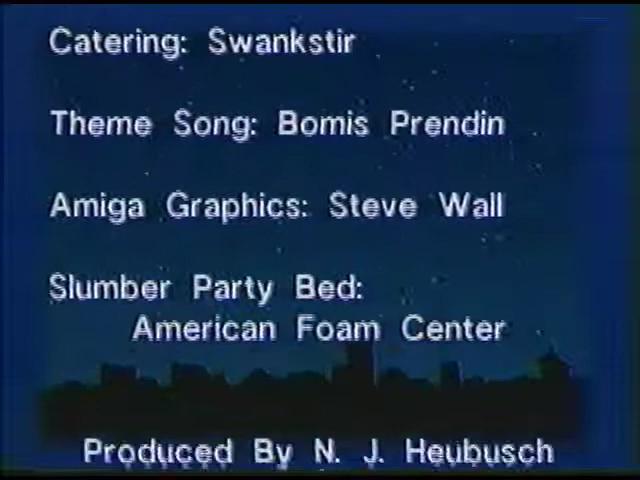 Catering: Swankstir
Theme Song: Bomis Prendin
Amiga Graphics: Steve Wall
Slumber Party Bed:
American Foam Center
Produced By N. J. Heubusch